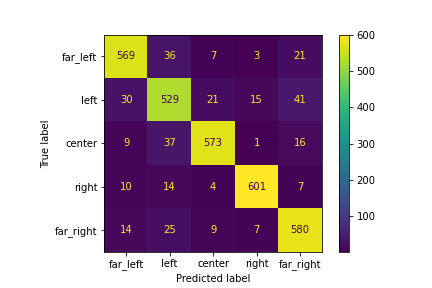 600
far_left 569 36 7 3 21
500
left 30 529 21 15 41
400
center 9 37 573 1 16
300
right 10 14 4 601 7
200
far_right 14 25 9 7 580
100
far_left left center right far_right
Predicted label
True label